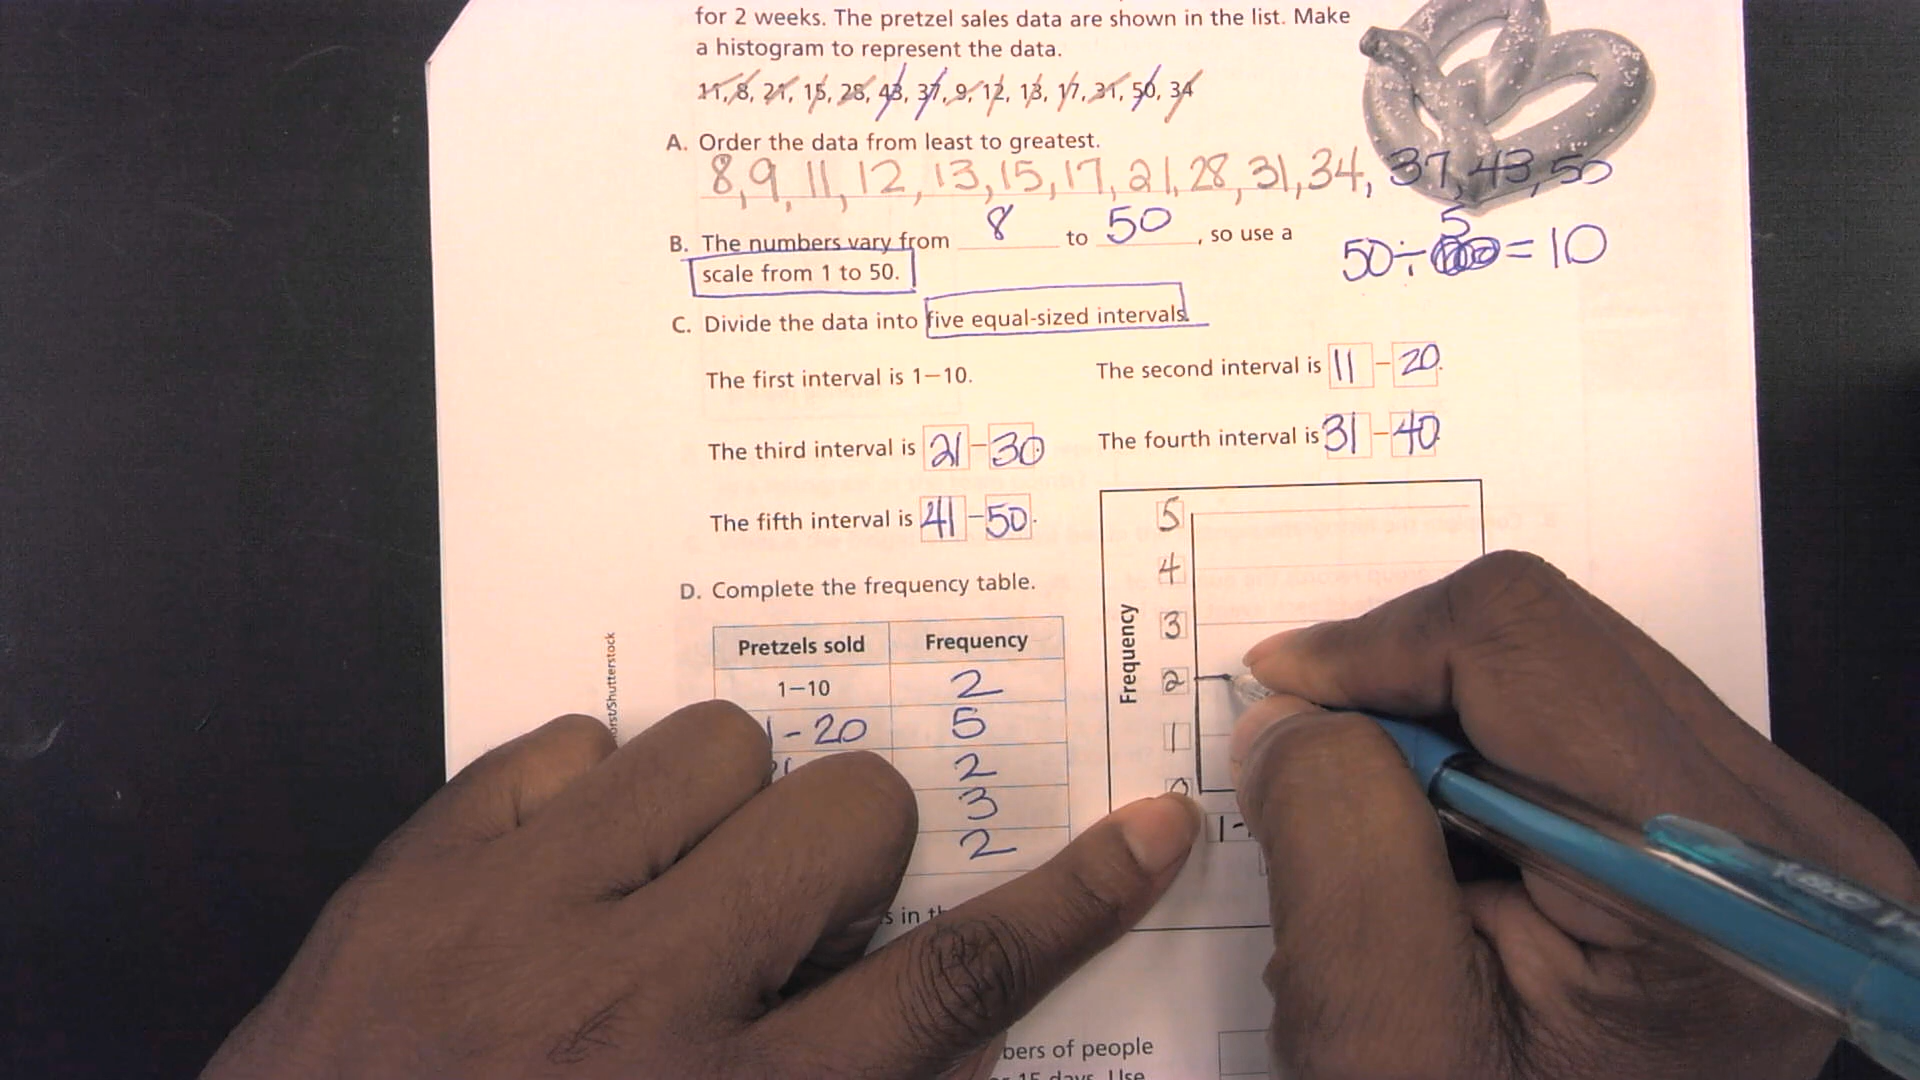 for 2 weeks. The pretzel sales data are shown in the list. Make
a histogram to represent the data.
11, 8, 21, 15, 28, 43, 37, 9, 12, 13, 17, 31, 50, 34
A. Order the data from least to greatest.
8, 9, 11, 12, 13, 15, 17, 21, 28, 31, 34, 37, 43, 50
B. The numbers vary from 8 to 50, so use a
scale from 1 to 50.
5
50÷ =10
C. Divide the data into five equal-sized intervals.
The first interval is 1–10. The second interval is 11–20.
The third interval is 21–30. The fourth interval is 31–40.
The fifth interval is 41–50.
D. Complete the frequency table.
Pretzels sold Frequency
1–10 2
-20 5
2
3
2
Frequency
5
4
3
2
1
0
1-
s in
bers of people
15 days. Use
/Shutterstock